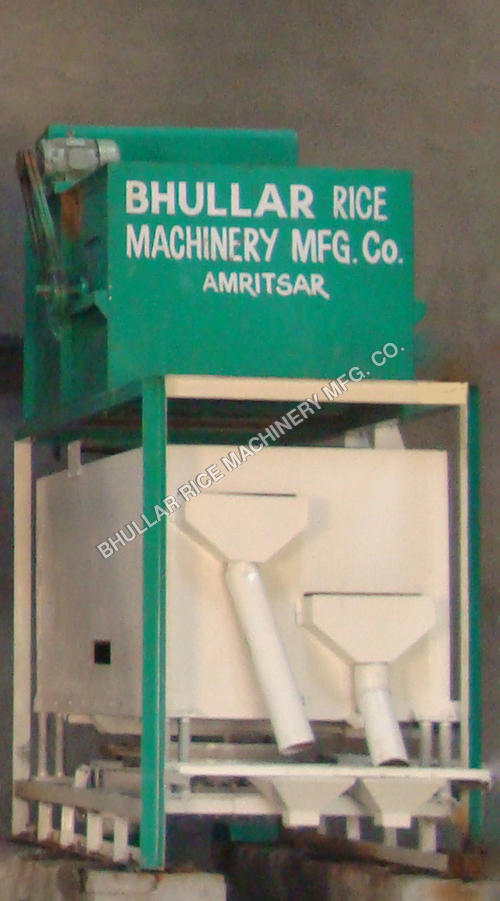 BHULLAR RICE
MACHINERY MFG. Co.
AMRITSAR
BHULLAR RICE MACHINERY MFG. CO.